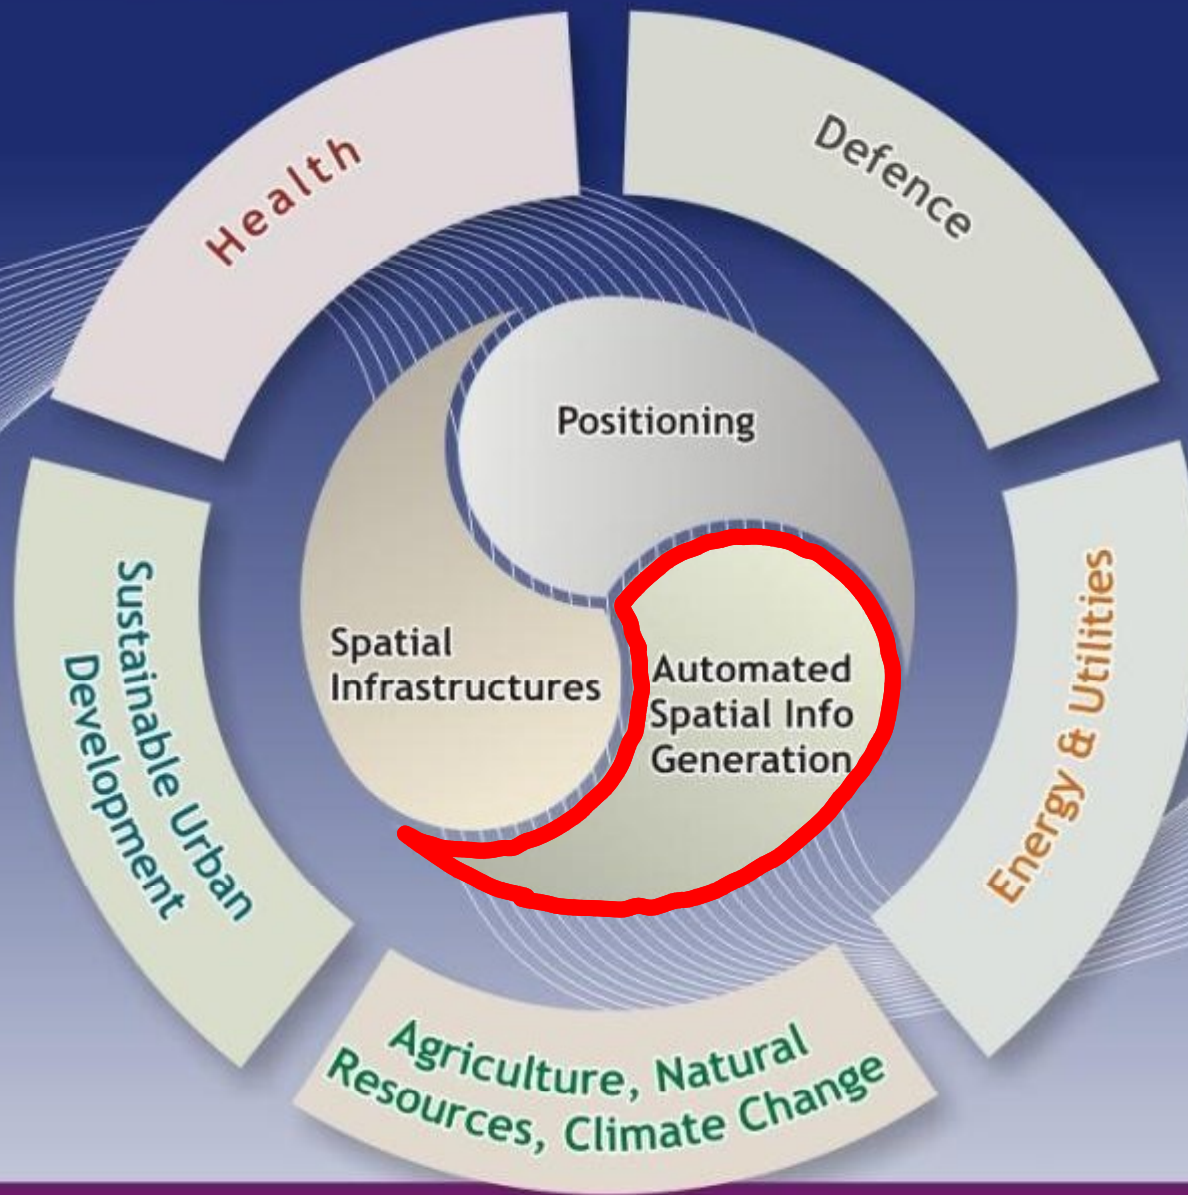 Health
Defence
Positioning
Spatial
Infrastructures
Automated
Spatial Info
Generation
Sustainable Urban
Development
Energy & Utilities
Agriculture, Natural
Resources, Climate Change